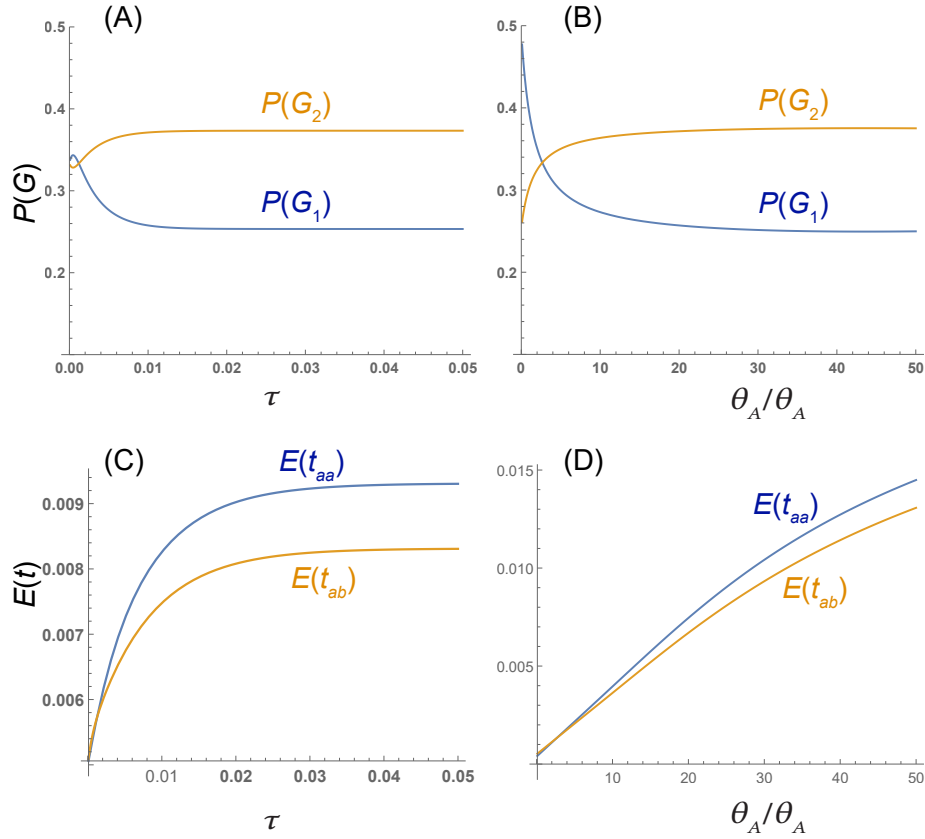 (A)
0.5
0.4
0.3
0.2
P(G)
P(G2)
P(G1)
0.00 0.01 0.02 0.03 0.04 0.05
τ
(B)
0.5
0.4
0.3
0.2
P(G2)
P(G1)
0 10 20 30 40 50
θA/θA
(C)
0.009
0.008
0.007
0.006
E(t)
E(taa)
E(tab)
0.01 0.02 0.03 0.04 0.05
τ
(D)
0.015
0.010
0.005
E(taa)
E(tab)
10 20 30 40 50
θA/θA